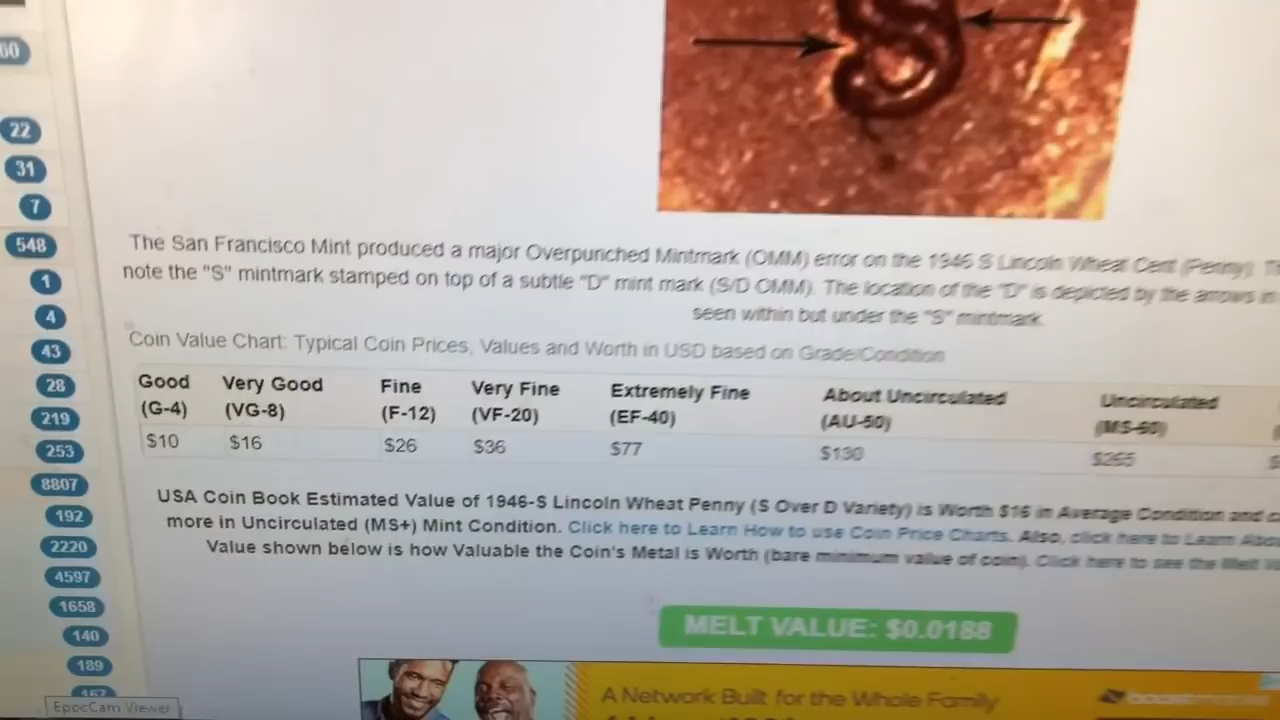 60
22
31
7
548
1
4
43
28
219
253
8807
192
2220
4597
1658
140
189
167
The San Francisco Mint produced a major Overpunched Mintmark (OMM) error on the 1946 S Lincoln Wheat Cent (Penny).
note the "S" mintmark stamped on top of a subtle "D" mint mark (S/D OMM). The location of the "D" is depicted by the arrows
seen within but under the "S" mintmark.
Coin Value Chart: Typical Coin Prices, Values and Worth in USD based on Grade/Condition
Good Very Good Fine Very Fine Extremely Fine About Uncirculated Uncirculated
(G-4) (VG-8) (F-12) (VF-20) (EF-40) (AU-50) (MS-60)
$10 $16 $26 $36 $77 $130
USA Coin Book Estimated Value of 1946-S Lincoln Wheat Penny (S Over D Variety) is Worth $16 in Average Condition and
more in Uncirculated (MS+) Mint Condition. Click here to Learn How to use Coin Price Charts. Also, click here to Learn
Value shown below is how Valuable the Coin's Metal is Worth (bare minimum value of coin). Click here to see the Melt
MELT VALUE: $0.0188
A Network Built for the Whole Family
EpocCam Viewer